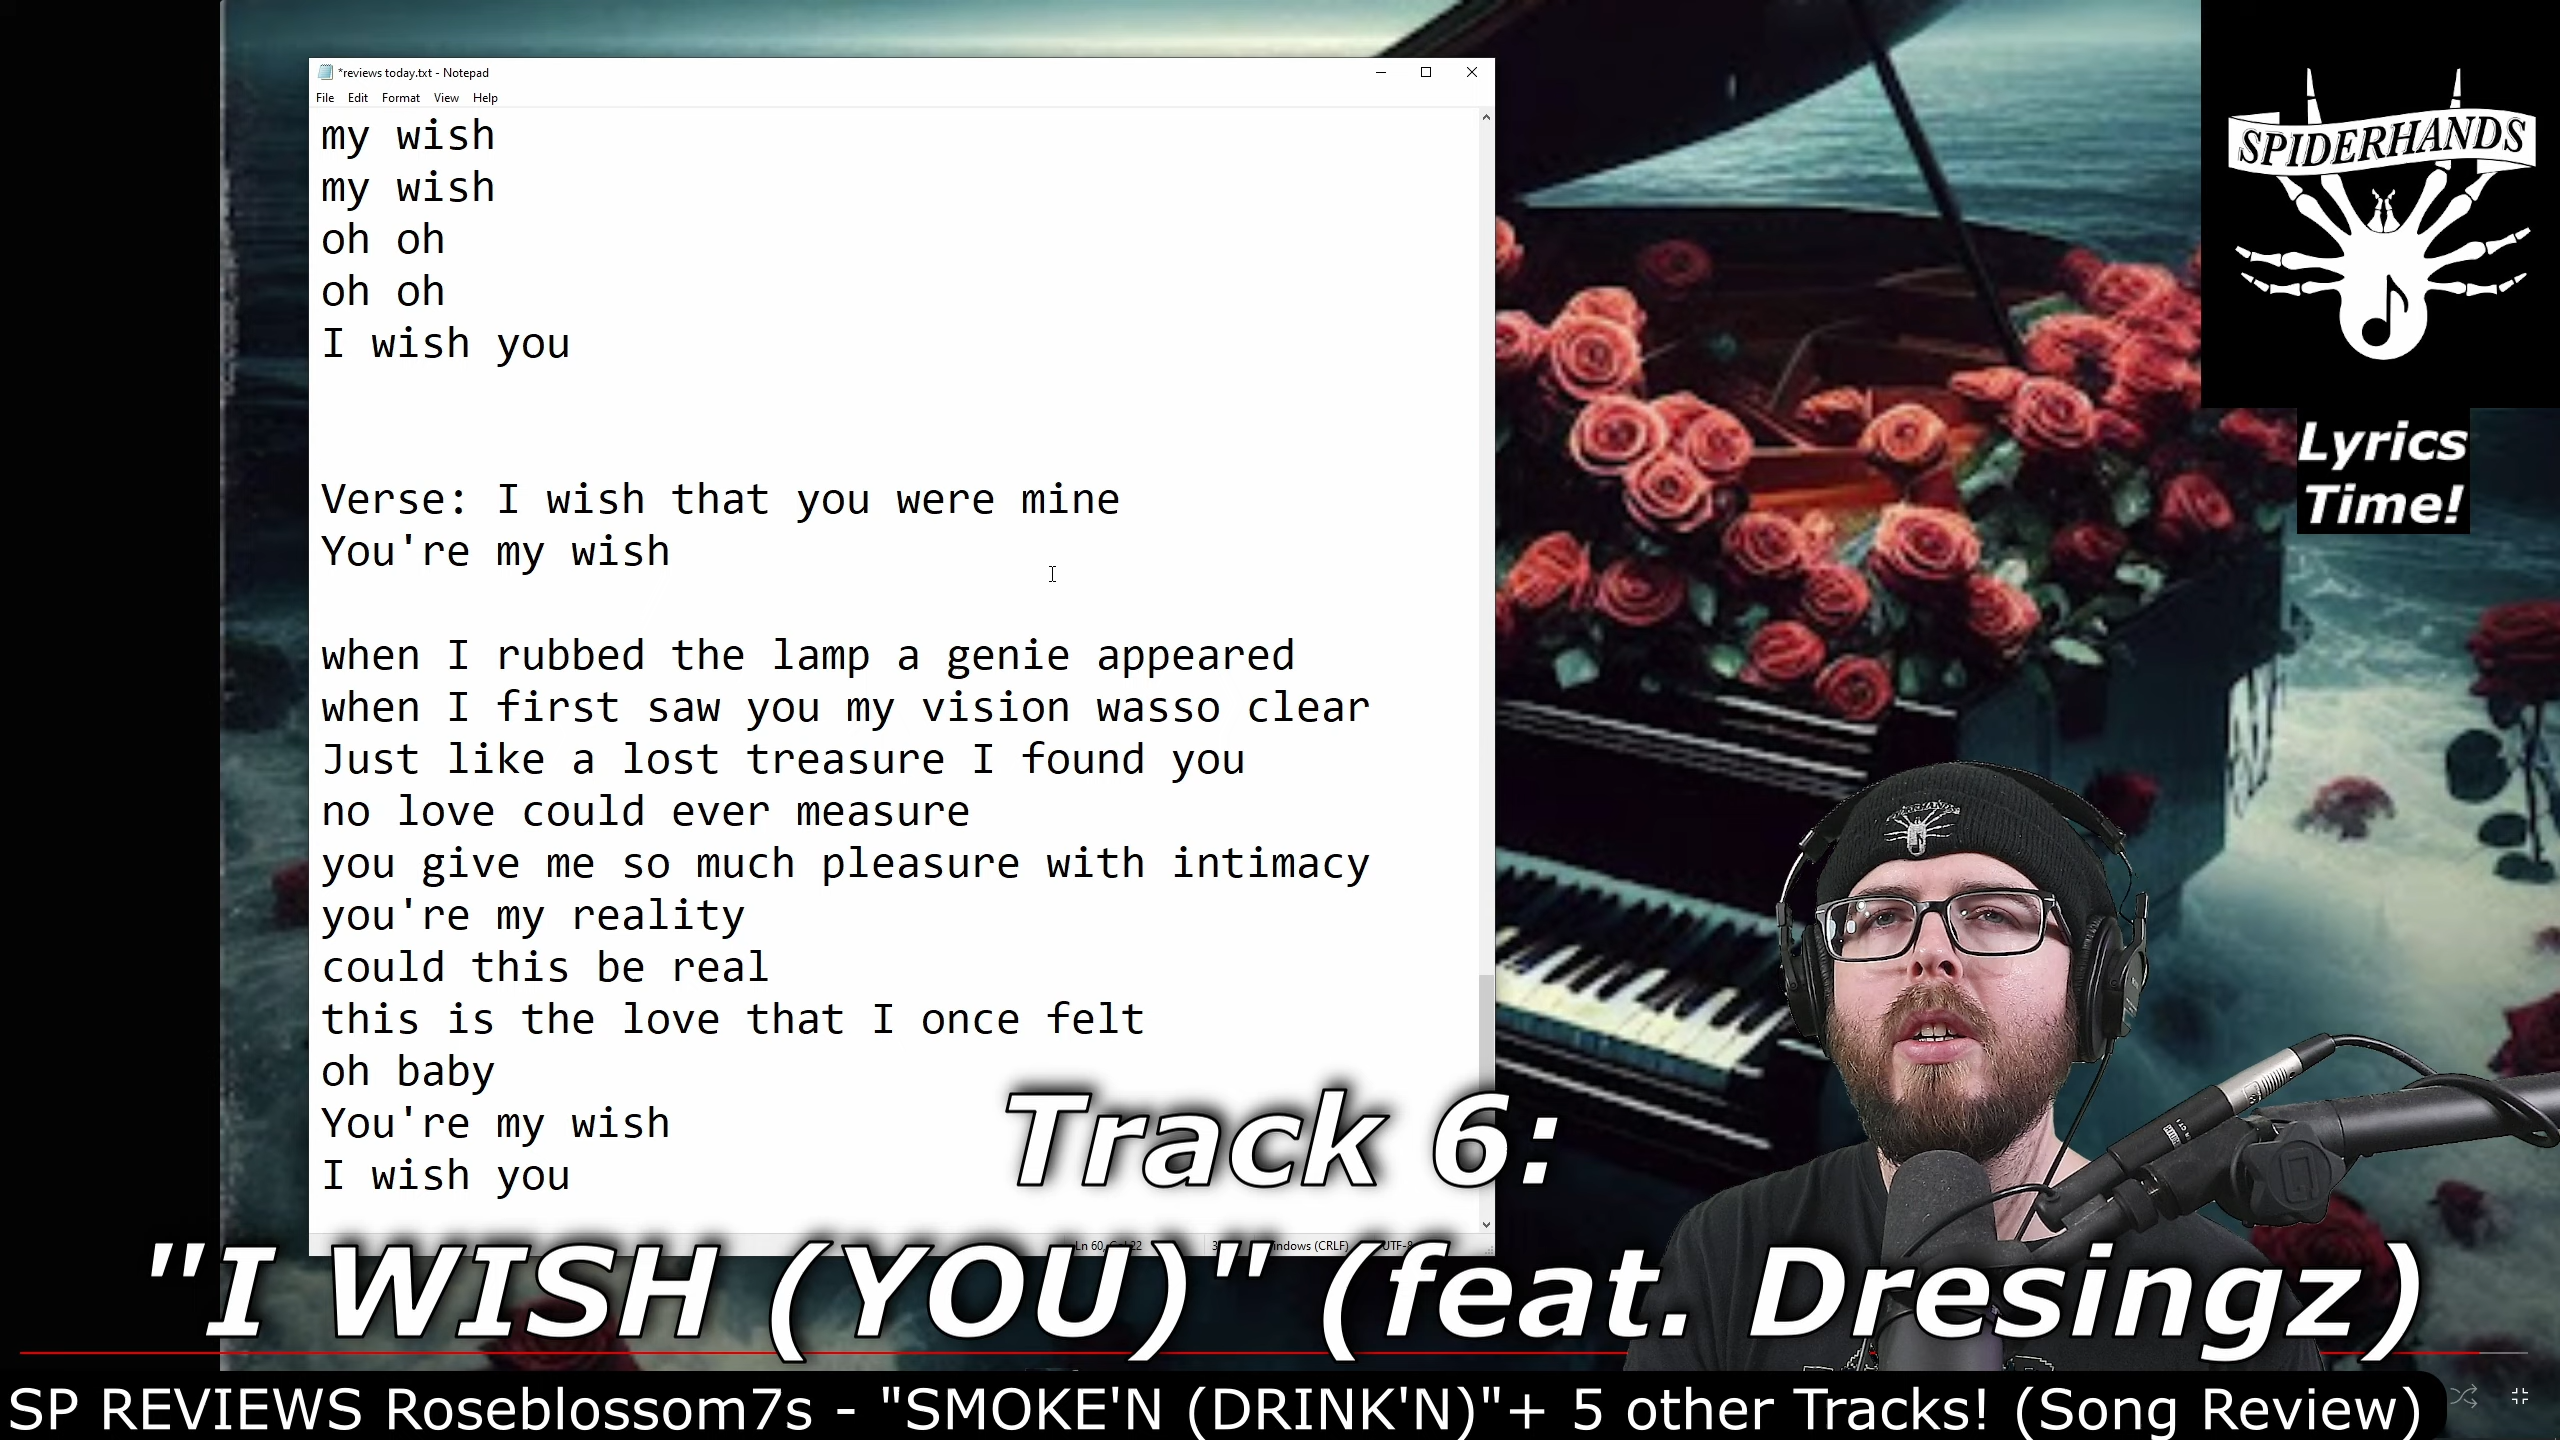 *reviews today.txt - Notepad
File Edit Format View Help
my wish
my wish
oh oh
oh oh
I wish you
Verse: I wish that you were mine
You're my wish
when I rubbed the lamp a genie appeared
when I first saw you my vision wasso clear
Just like a lost treasure I found you
no love could ever measure
you give me so much pleasure with intimacy
you're my reality
could this be real
this is the love that I once felt
oh baby
You're my wish
I wish you
SPIDERHANDS
Lyrics
Time!
SPIDERHANDS
Track 6:
"I WISH (YOU)" (feat. Dresingz)
SP REVIEWS Roseblossom7s - "SMOKE'N (DRINK'N)"+ 5 other Tracks! (Song Review)